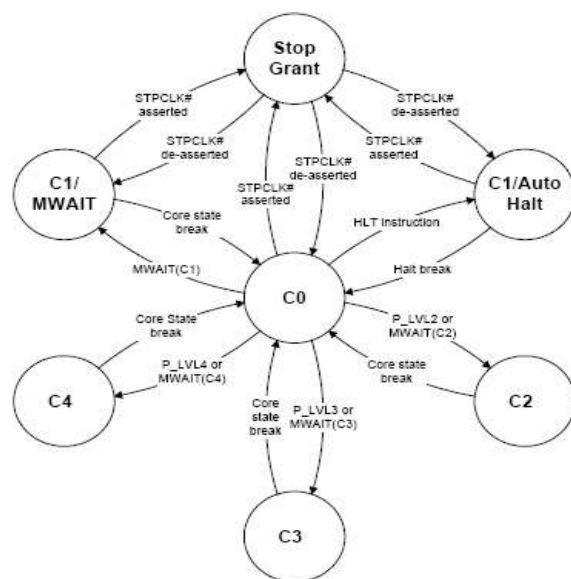 Stop
Grant
STPCLK#
asserted
STPCLK#
de-asserted
STPCLK#
de-asserted
STPCLK#
asserted
C1/
MWAIT
STPCLK#
asserted
STPCLK#
de-asserted
C1/Auto
Halt
Core state
break
HLT instruction
MWAIT(C1)
Halt break
C0
Core State
break
P_LVL2 or
MWAIT(C2)
P_LVL4 or
MWAIT(C4)
Core state
break
C4
Core
state
break
P_LVL3 or
MWAIT(C3)
C2
C3